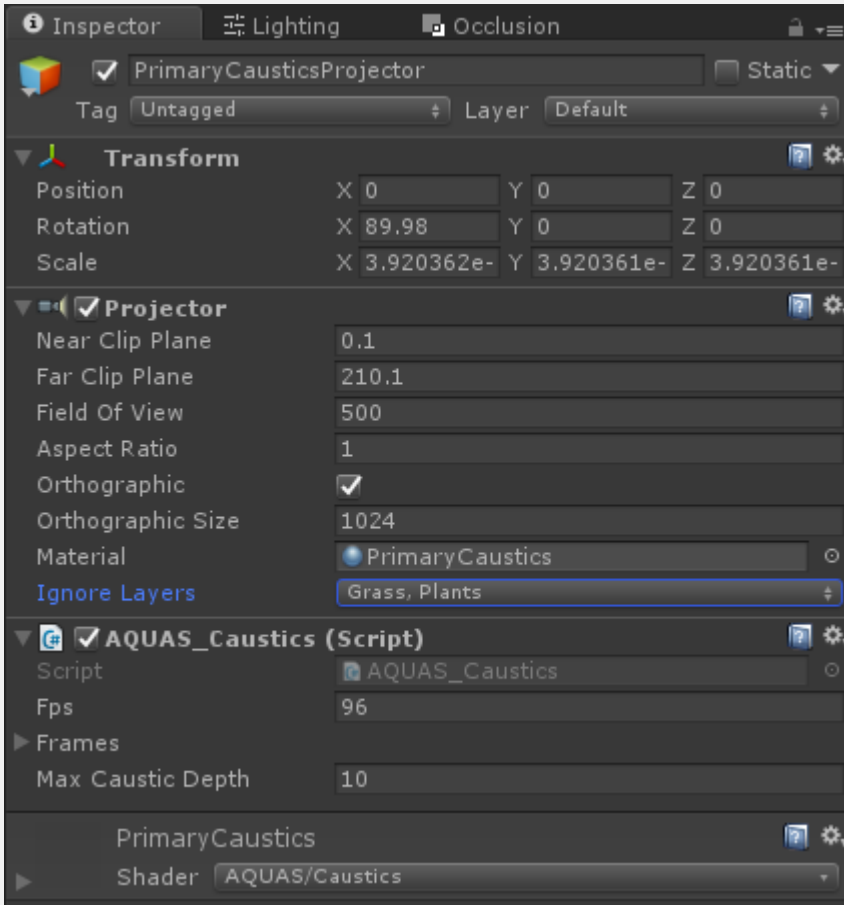 Inspector Lighting Occlusion
PrimaryCausticsProjector Static
Tag Untagged Layer Default
Transform
Position X 0 Y 0 Z 0
Rotation X 89.98 Y 0 Z 0
Scale X 3.920362e- Y 3.920361e- Z 3.920361e-
Projector
Near Clip Plane 0.1
Far Clip Plane 210.1
Field Of View 500
Aspect Ratio 1
Orthographic
Orthographic Size 1024
Material PrimaryCaustics
Ignore Layers Grass, Plants
AQUAS_Caustics (Script)
Script AQUAS_Caustics
Fps 96
Frames
Max Caustic Depth 10
PrimaryCaustics
Shader AQUAS/Caustics